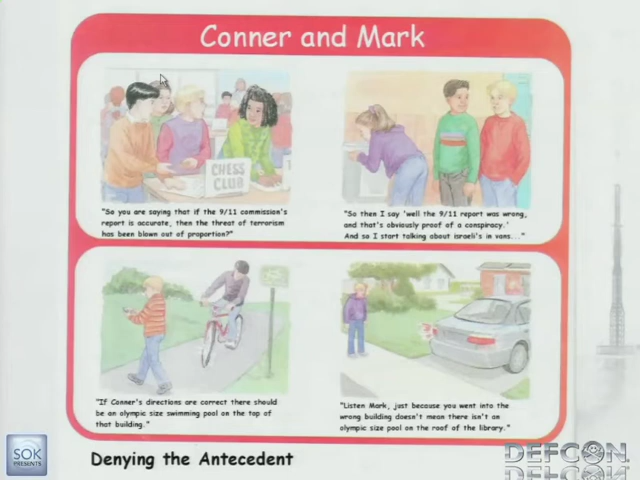 Conner and Mark
CHESS
CLUB
"So you are saying that if the 9/11 commission's
report is accurate, then the threat of terrorism
has been blown out of proportion?"
"So then I say 'well the 9/11 report was wrong,
and that's obviously proof of a conspiracy.'
And so I start talking about israeli's in vans..."
"If Conner's directions are correct there should
be an olympic size swimming pool on the top of
that building."
"Listen Mark, just because you went into the
wrong building doesn't mean there isn't an
olympic size pool on the roof of the library."
Denying the Antecedent
SOK
PRESENTS
DEFCON